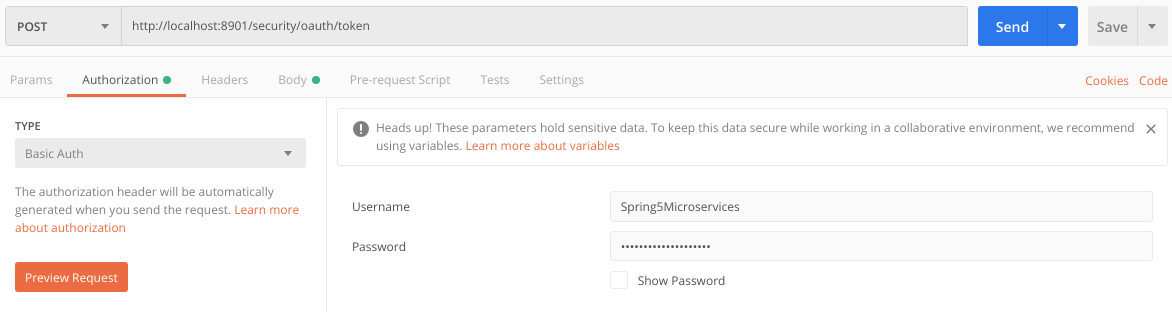 POST http://localhost:8901/security/oauth/token Send Save
Params Authorization Headers Body Pre-request Script Tests Settings Cookies Code
TYPE
Basic Auth
The authorization header will be automatically
generated when you send the request. Learn more
about authorization
Preview Request
Heads up! These parameters hold sensitive data. To keep this data secure while working in a collaborative environment, we recommend
using variables. Learn more about variables
Username Spring5Microservices
Password ••••••••••••••••••••
Show Password